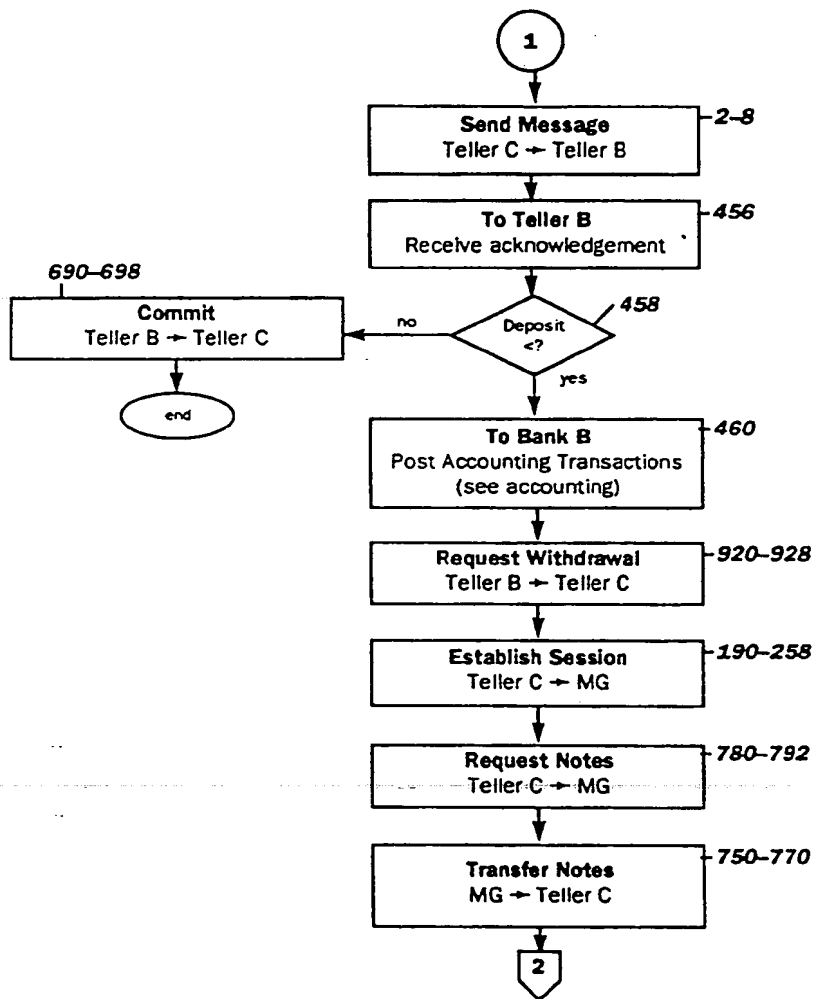 1
Send Message
Teller C → Teller B
2–8
To Teller B
Receive acknowledgement
456
690–698
Commit
Teller B → Teller C
no
Deposit
<?
458
yes
end
To Bank B
Post Accounting Transactions
(see accounting)
460
Request Withdrawal
Teller B → Teller C
920–928
Establish Session
Teller C → MG
190–258
Request Notes
Teller C → MG
780–792
Transfer Notes
MG → Teller C
750–770
2